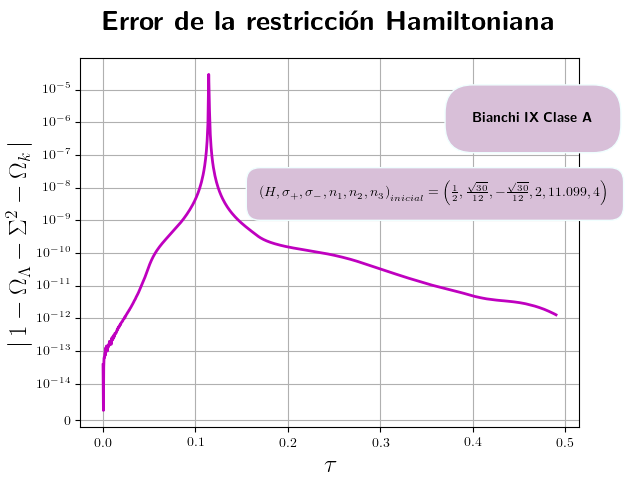 Error de la restricción Hamiltoniana
| 1 − Ω_Λ − Σ² − Ω_k |
10⁻⁵
10⁻⁶
10⁻⁷
10⁻⁸
10⁻⁹
10⁻¹⁰
10⁻¹¹
10⁻¹²
10⁻¹³
10⁻¹⁴
0
Bianchi IX Clase A
(H, σ₊, σ₋, n₁, n₂, n₃)_inicial = (1/2, √30/12, −√30/12, 2, 11.099, 4)
0.0 0.1 0.2 0.3 0.4 0.5
τ